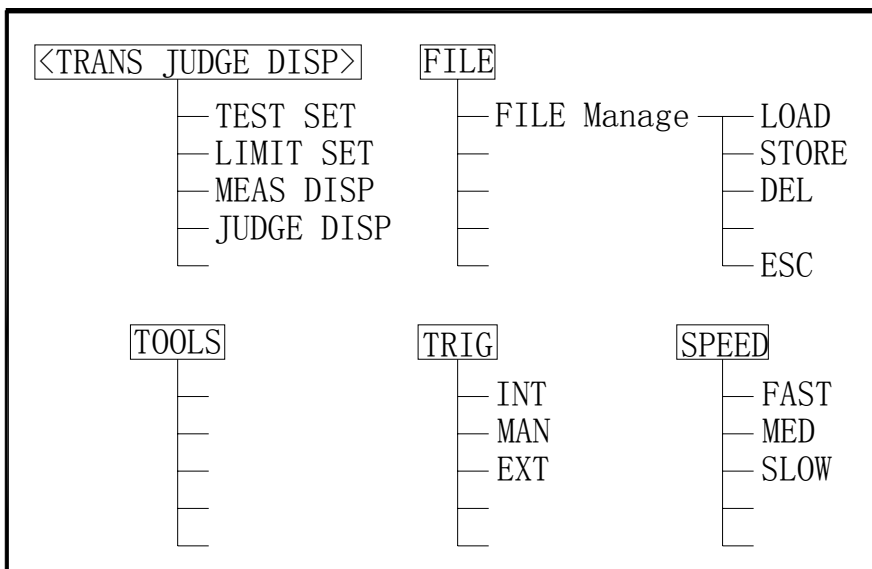 <TRANS JUDGE DISP>
TEST SET
LIMIT SET
MEAS DISP
JUDGE DISP
FILE
FILE Manage
LOAD
STORE
DEL
ESC
TOOLS
TRIG
INT
MAN
EXT
SPEED
FAST
MED
SLOW